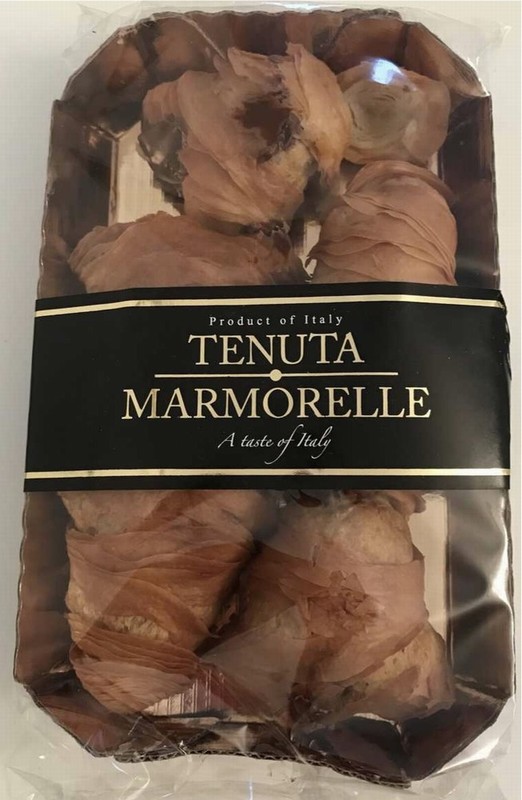 Product of Italy
TENUTA
MARMORELLE
A taste of Italy